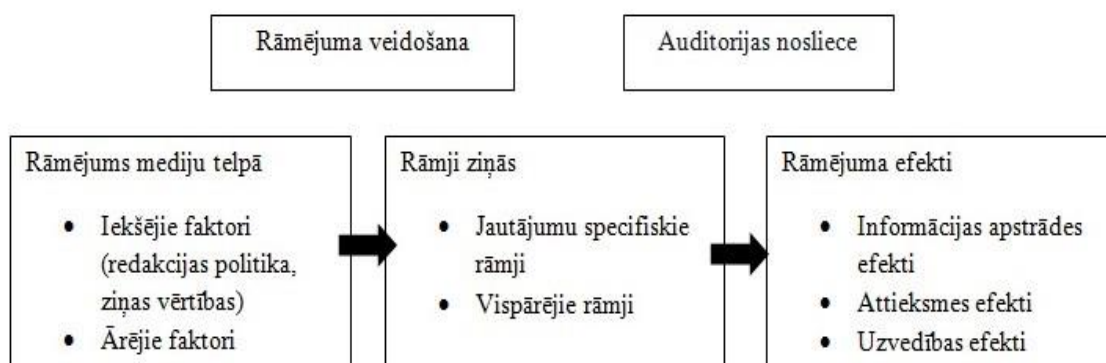 Rāmējuma veidošana
Auditorijas nosliece
Rāmējums mediju telpā
• Iekšējie faktori
(redakcijas politika,
ziņas vērtības)
• Ārējie faktori
Rāmji ziņās
• Jautājumu specifiskie
rāmji
• Vispārējie rāmji
Rāmējuma efekti
• Informācijas apstrādes
efekti
• Attieksmes efekti
• Uzvedības efekti